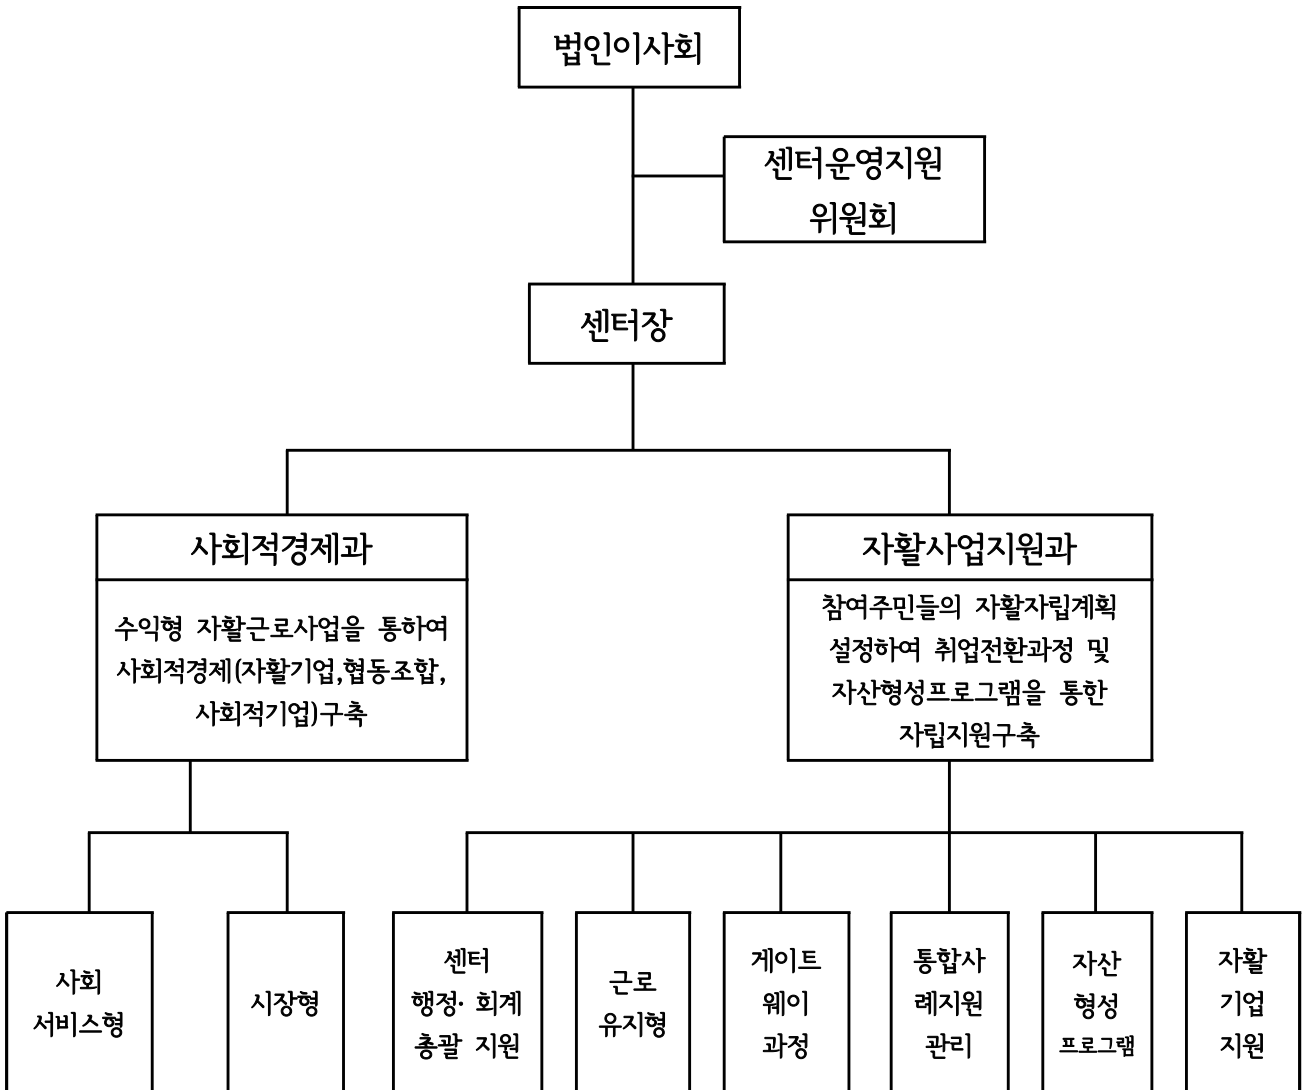 법인이사회
센터운영지원
위원회
센터장
사회적경제과
수익형 자활근로사업을 통하여
사회적경제(자활기업,협동조합,
사회적기업)구축
자활사업지원과
참여주민들의 자활자립계획
설정하여 취업전환과정 및
자산형성프로그램을 통한
자립지원구축
사회
서비스형
시장형
센터
행정· 회계
총괄 지원
근로
유지형
게이트
웨이
과정
통합사
례지원
관리
자산
형성
프로그램
자활
기업
지원